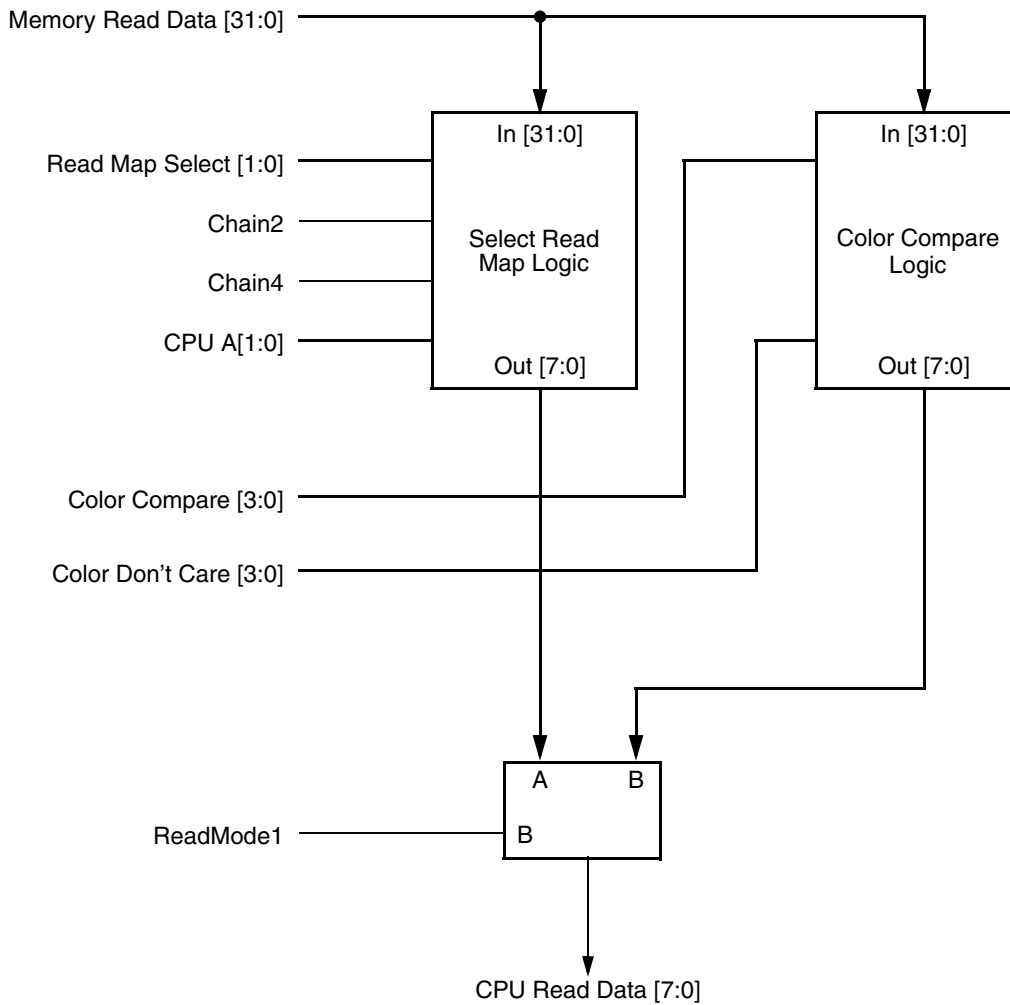 Memory Read Data [31:0]
In [31:0]
In [31:0]
Read Map Select [1:0]
Chain2
Select Read
Map Logic
Color Compare
Logic
Chain4
CPU A[1:0]
Out [7:0]
Out [7:0]
Color Compare [3:0]
Color Don't Care [3:0]
A
B
ReadMode1
B
CPU Read Data [7:0]